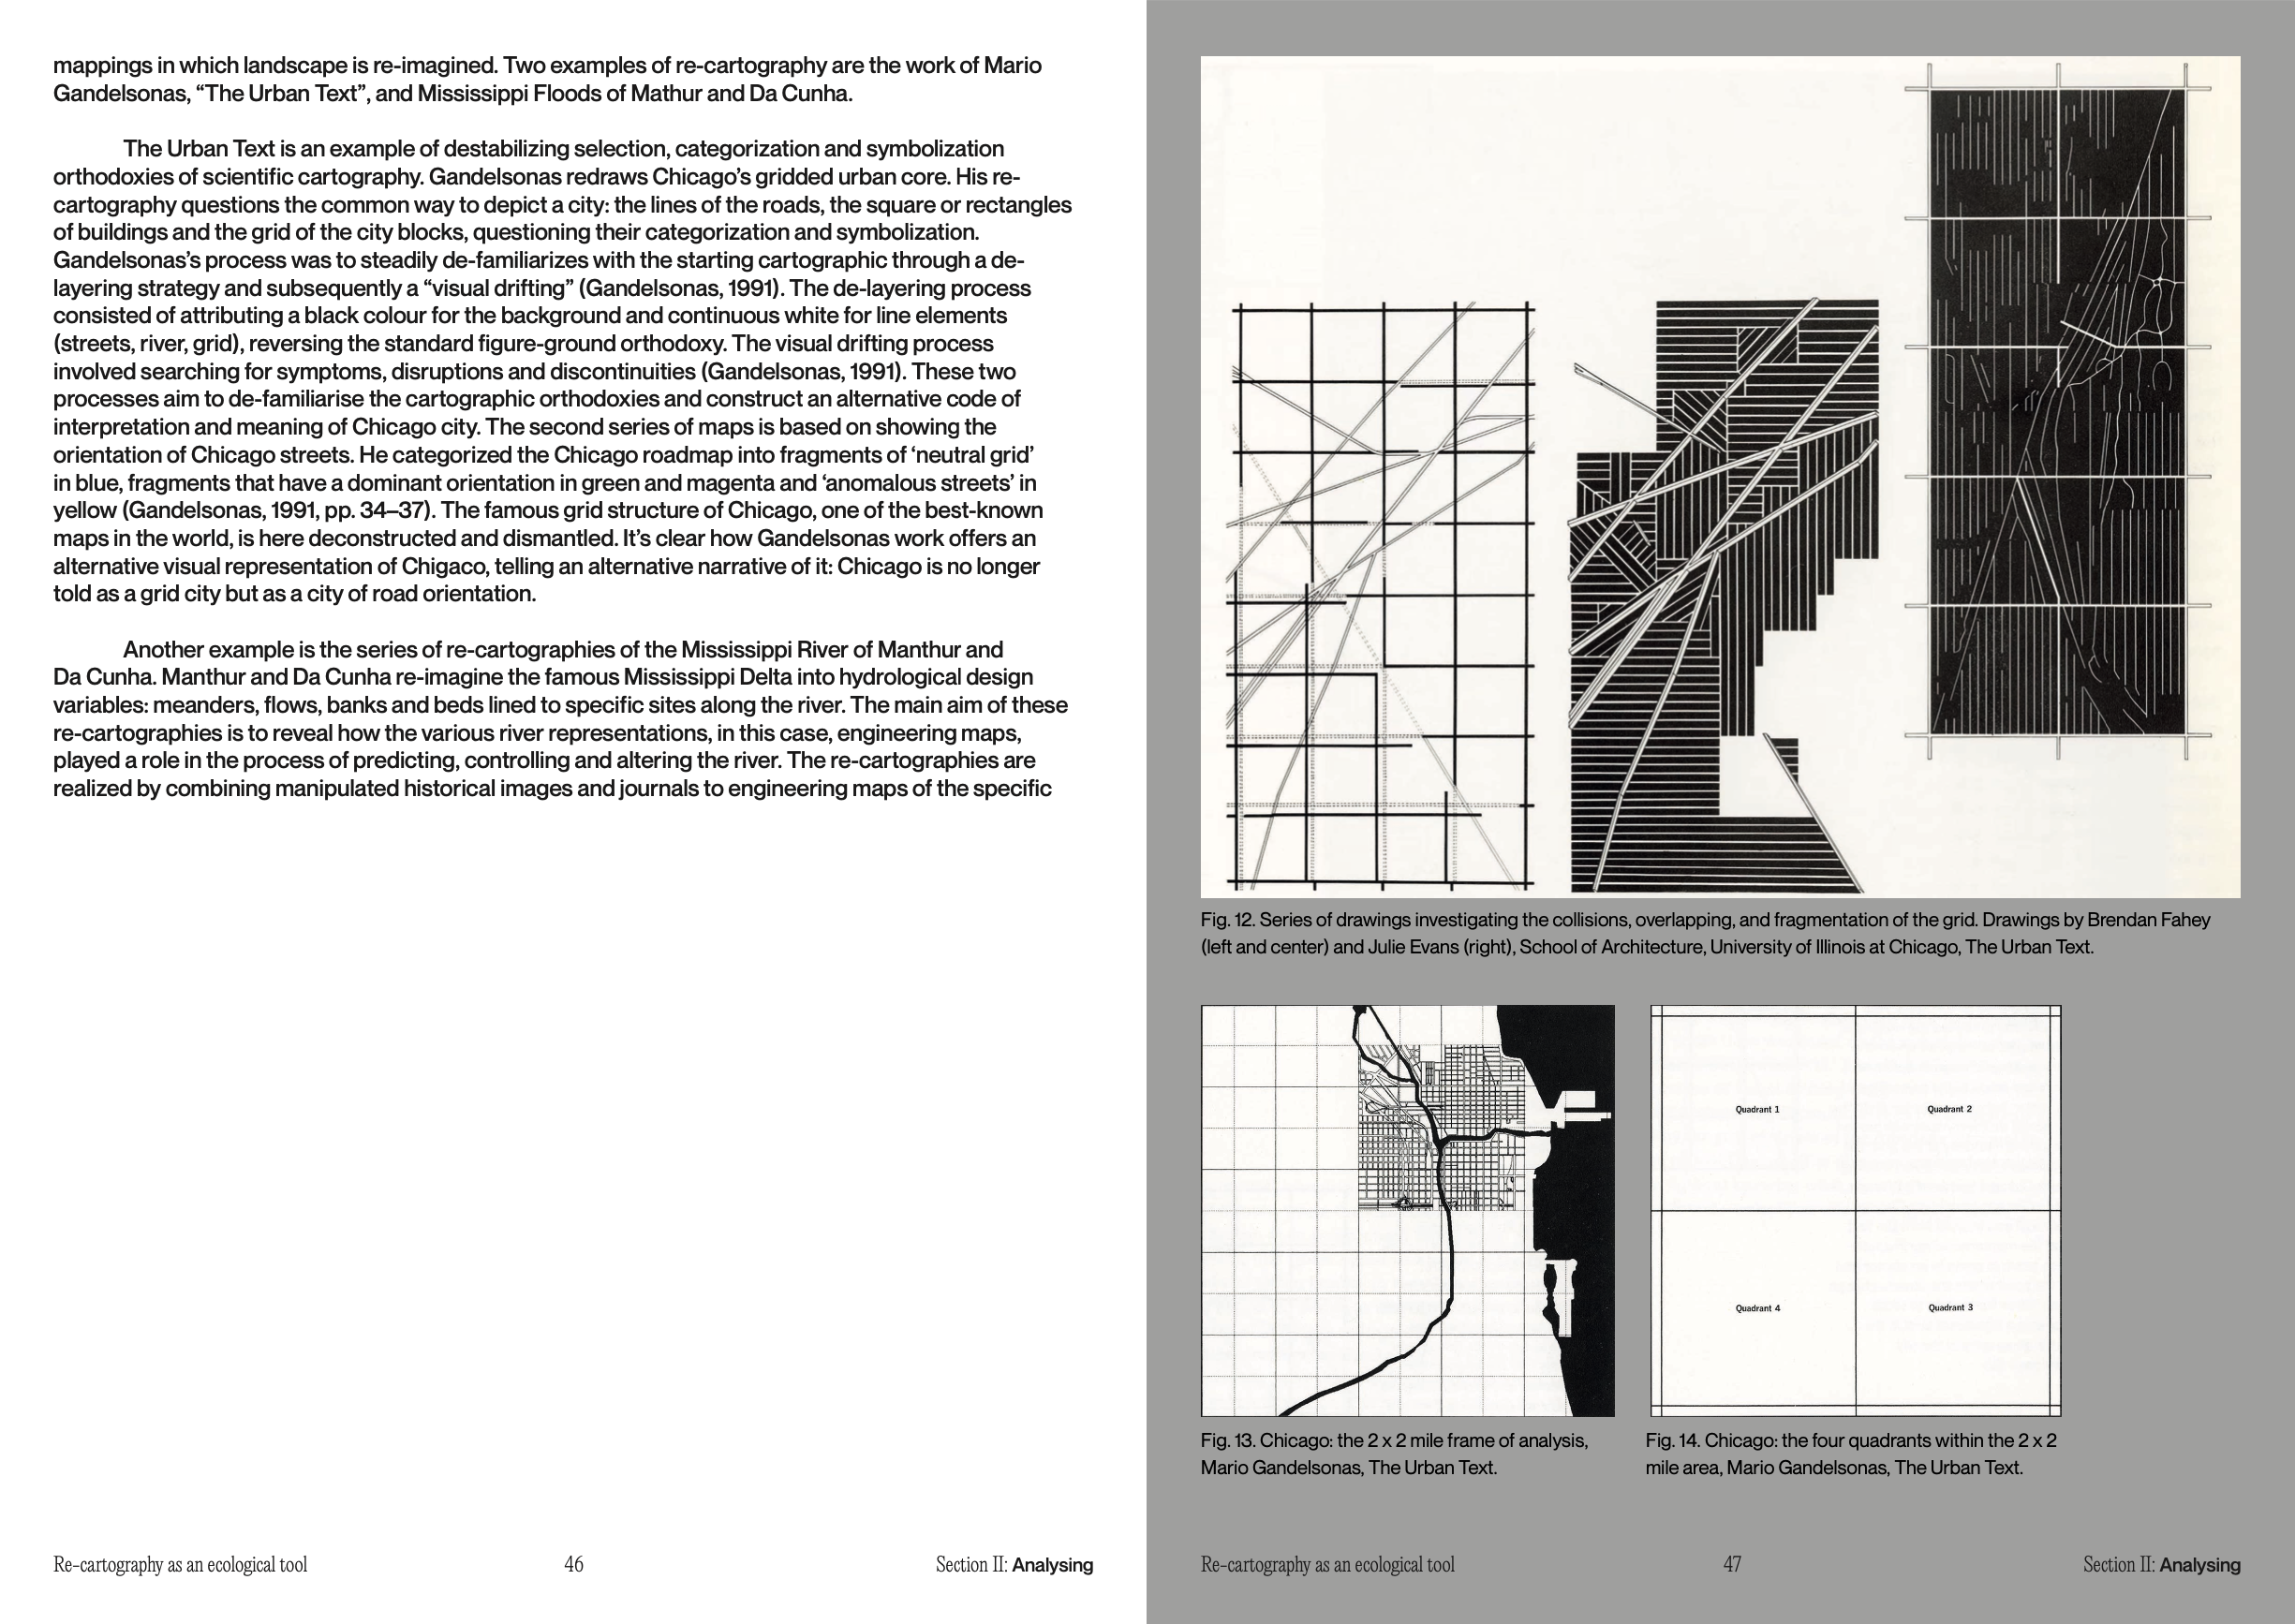 mappings in which landscape is re-imagined. Two examples of re-cartography are the work of Mario
Gandelsonas, “The Urban Text”, and Mississippi Floods of Mathur and Da Cunha.
The Urban Text is an example of destabilizing selection, categorization and symbolization
orthodoxies of scientific cartography. Gandelsonas redraws Chicago’s gridded urban core. His re-
cartography questions the common way to depict a city: the lines of the roads, the square or rectangles
of buildings and the grid of the city blocks, questioning their categorization and symbolization.
Gandelsonas’s process was to steadily de-familiarizes with the starting cartographic through a de-
layering strategy and subsequently a “visual drifting” (Gandelsonas, 1991). The de-layering process
consisted of attributing a black colour for the background and continuous white for line elements
(streets, river, grid), reversing the standard figure-ground orthodoxy. The visual drifting process
involved searching for symptoms, disruptions and discontinuities (Gandelsonas, 1991). These two
processes aim to de-familiarise the cartographic orthodoxies and construct an alternative code of
interpretation and meaning of Chicago city. The second series of maps is based on showing the
orientation of Chicago streets. He categorized the Chicago roadmap into fragments of ‘neutral grid’
in blue, fragments that have a dominant orientation in green and magenta and ‘anomalous streets’ in
yellow (Gandelsonas, 1991, pp. 34–37). The famous grid structure of Chicago, one of the best-known
maps in the world, is here deconstructed and dismantled. It’s clear how Gandelsonas work offers an
alternative visual representation of Chigaco, telling an alternative narrative of it: Chicago is no longer
told as a grid city but as a city of road orientation.
Another example is the series of re-cartographies of the Mississippi River of Manthur and
Da Cunha. Manthur and Da Cunha re-imagine the famous Mississippi Delta into hydrological design
variables: meanders, flows, banks and beds lined to specific sites along the river. The main aim of these
re-cartographies is to reveal how the various river representations, in this case, engineering maps,
played a role in the process of predicting, controlling and altering the river. The re-cartographies are
realized by combining manipulated historical images and journals to engineering maps of the specific
Re-cartography as an ecological tool
46
Section II: Analysing
Fig. 12. Series of drawings investigating the collisions, overlapping, and fragmentation of the grid. Drawings by Brendan Fahey
(left and center) and Julie Evans (right), School of Architecture, University of Illinois at Chicago, The Urban Text.
Quadrant 1
Quadrant 2
Quadrant 4
Quadrant 3
Fig. 13. Chicago: the 2 x 2 mile frame of analysis,
Mario Gandelsonas, The Urban Text.
Fig. 14. Chicago: the four quadrants within the 2 x 2
mile area, Mario Gandelsonas, The Urban Text.
Re-cartography as an ecological tool
47
Section II: Analysing